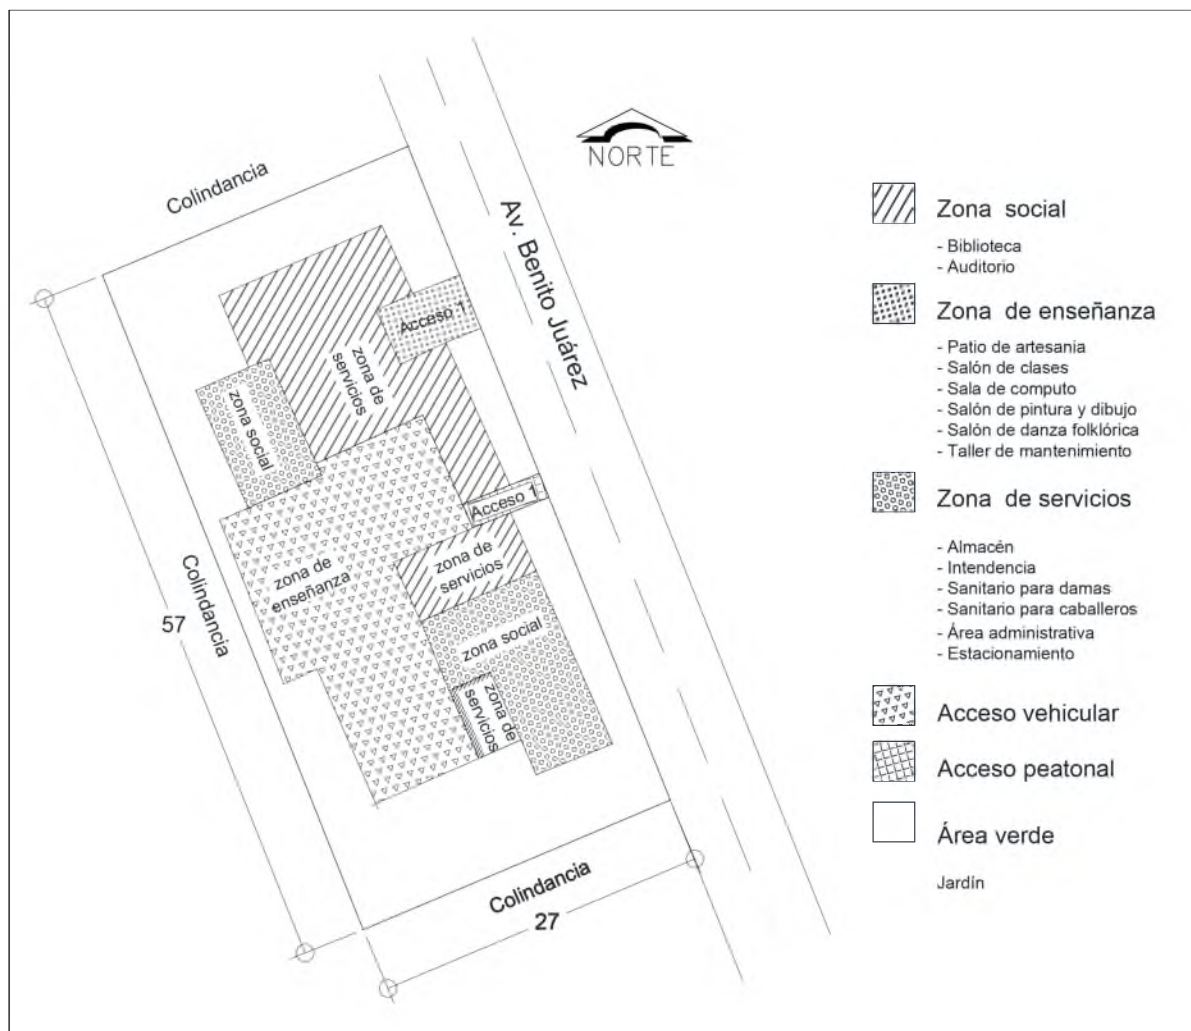 NORTE
Colindancia
Av. Benito Juárez
Acceso 1
zona de
servicios
zona social
Acceso 1
zona de
servicios
zona de
enseñanza
zona social
zona de
servicios
Colindancia
57
Colindancia
27
Zona social
- Biblioteca
- Auditorio
Zona de enseñanza
- Patio de artesania
- Salón de clases
- Sala de computo
- Salón de pintura y dibujo
- Salón de danza folklórica
- Taller de mantenimiento
Zona de servicios
- Almacén
- Intendencia
- Sanitario para damas
- Sanitario para caballeros
- Área administrativa
- Estacionamiento
Acceso vehicular
Acceso peatonal
Área verde
Jardín